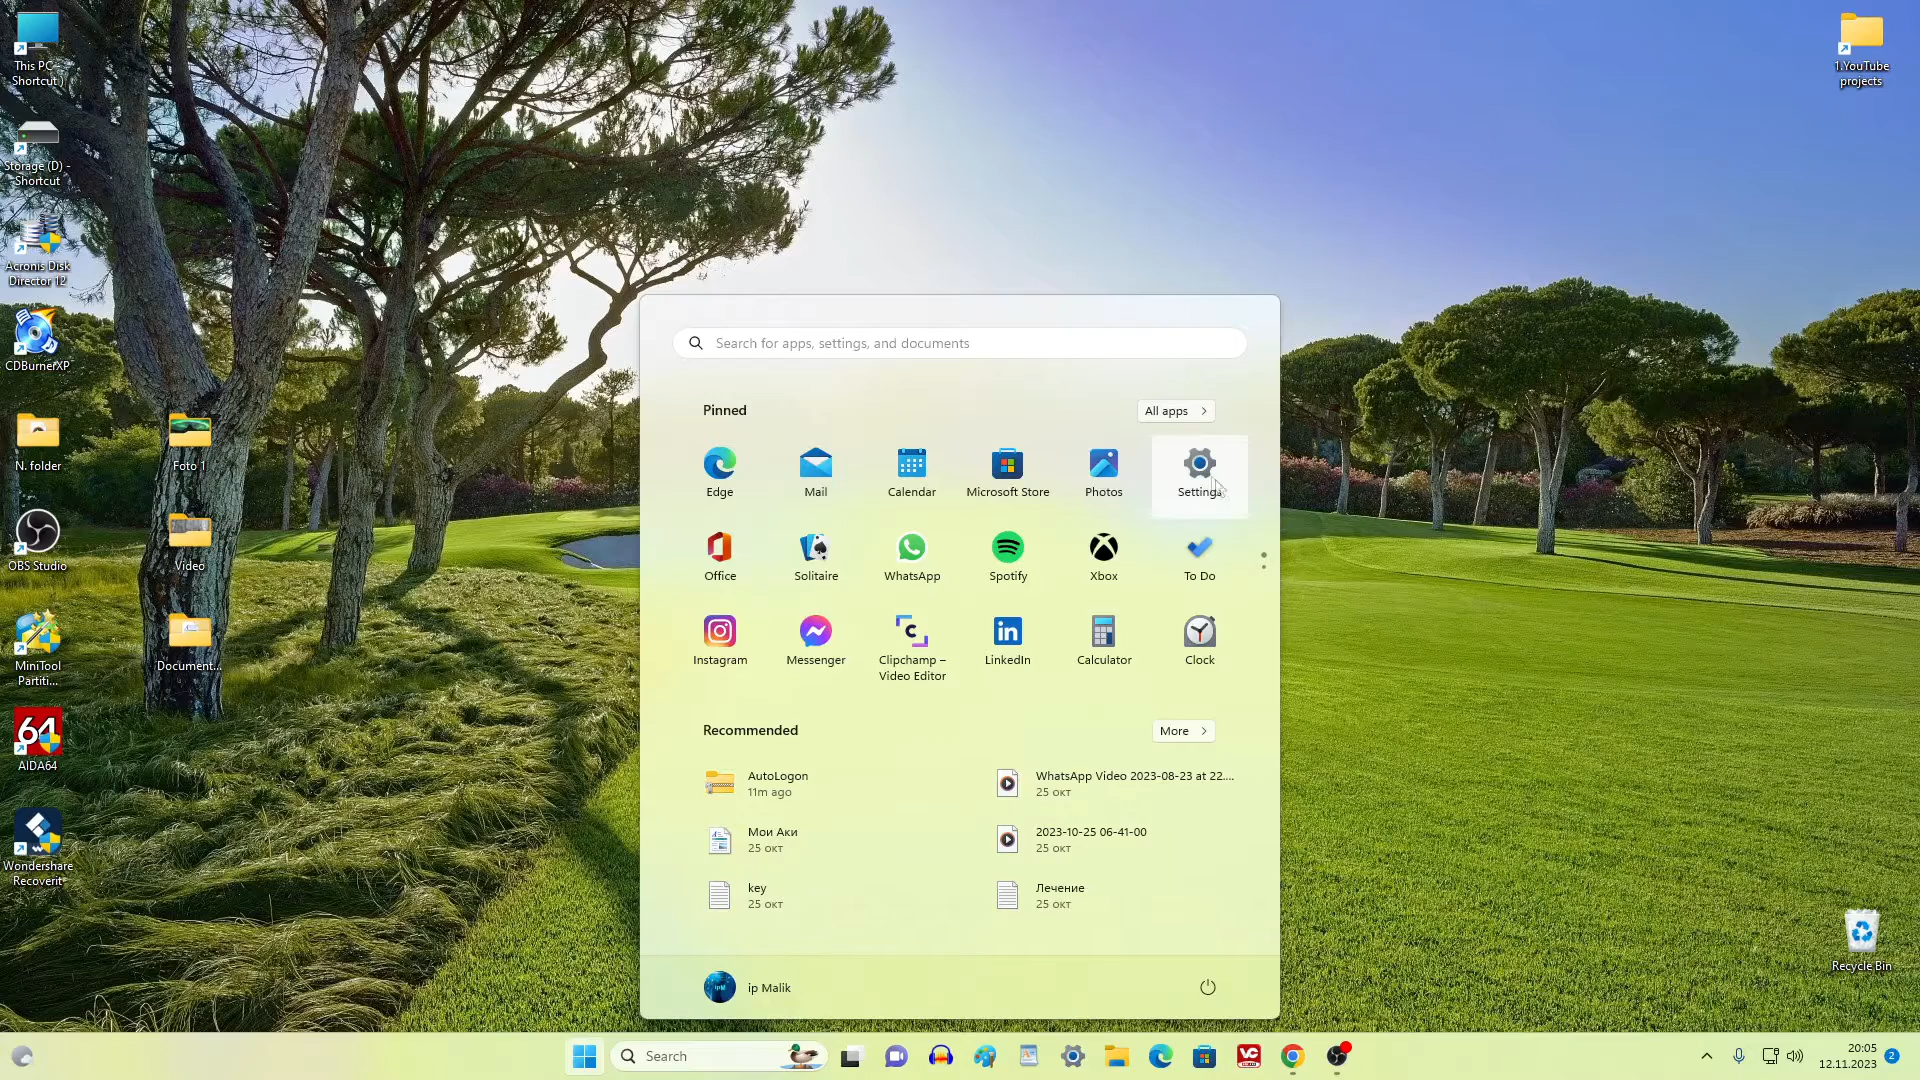 This PC -
Shortcut
Storage (D) -
Shortcut
Acronis Disk
Director 12
CDBurnerXP
N. folder
OBS Studio
MiniTool
Partiti...
64
AIDA64
Wondershare
Recoverit
Foto 1
Video
Document...
1.YouTube
projects
Recycle Bin
Search for apps, settings, and documents
Pinned
All apps
Edge
Mail
Calendar
Microsoft Store
Photos
Settings
Office
Solitaire
WhatsApp
Spotify
Xbox
To Do
Instagram
Messenger
Clipchamp –
Video Editor
LinkedIn
Calculator
Clock
Recommended
More
AutoLogon
11m ago
WhatsApp Video 2023-08-23 at 22....
25 окт
Мои Аки
25 окт
2023-10-25 06-41-00
25 окт
key
25 окт
Лечение
25 окт
ipM
ip Malik
Search
20:05
12.11.2023
2